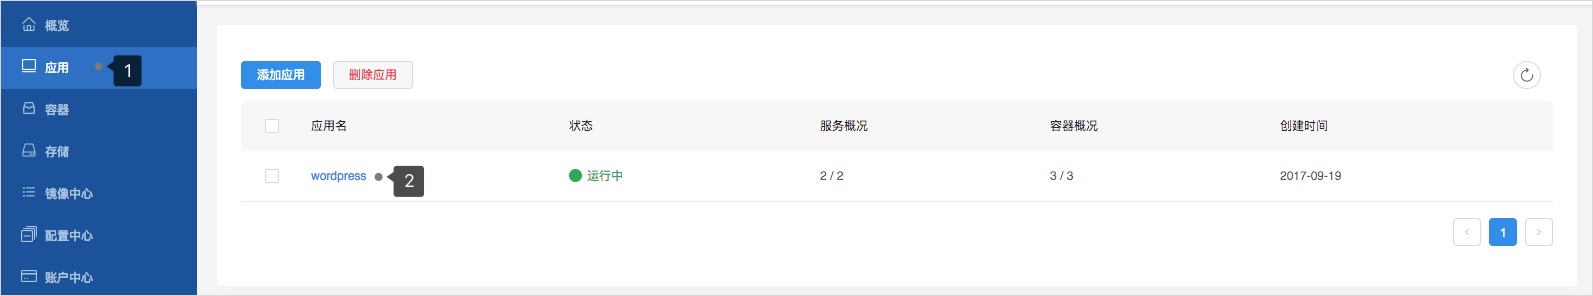 概览
应用 1
容器
存储
镜像中心
配置中心
账户中心
添加应用 删除应用
应用名 状态 服务概况 容器概况 创建时间
wordpress 2 运行中 2 / 2 3 / 3 2017-09-19
1